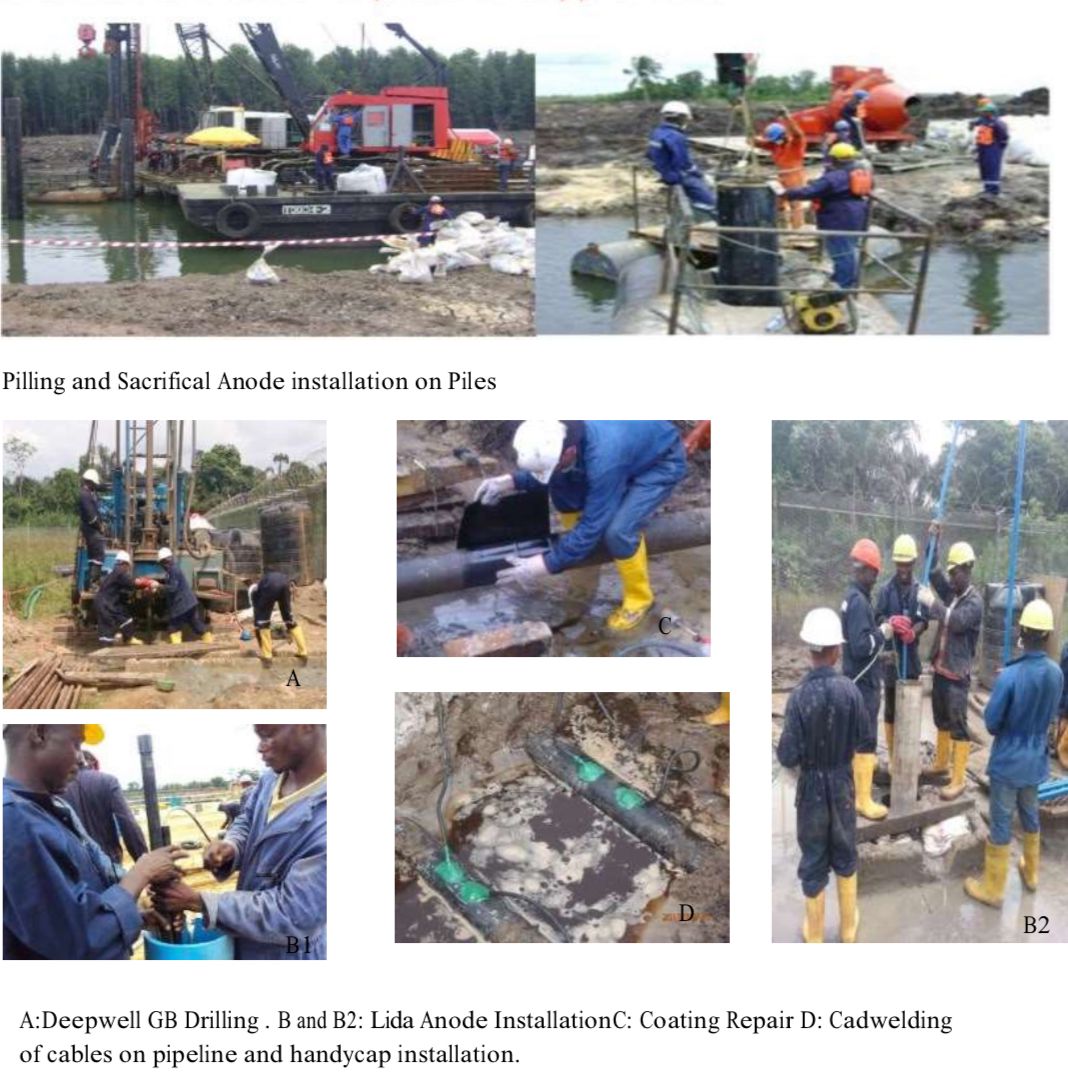 Pilling and Sacrifical Anode installation on Piles
A
C
B1
D
B2
A:Deepwell GB Drilling . B and B2: Lida Anode InstallationC: Coating Repair D: Cadwelding
of cables on pipeline and handycap installation.